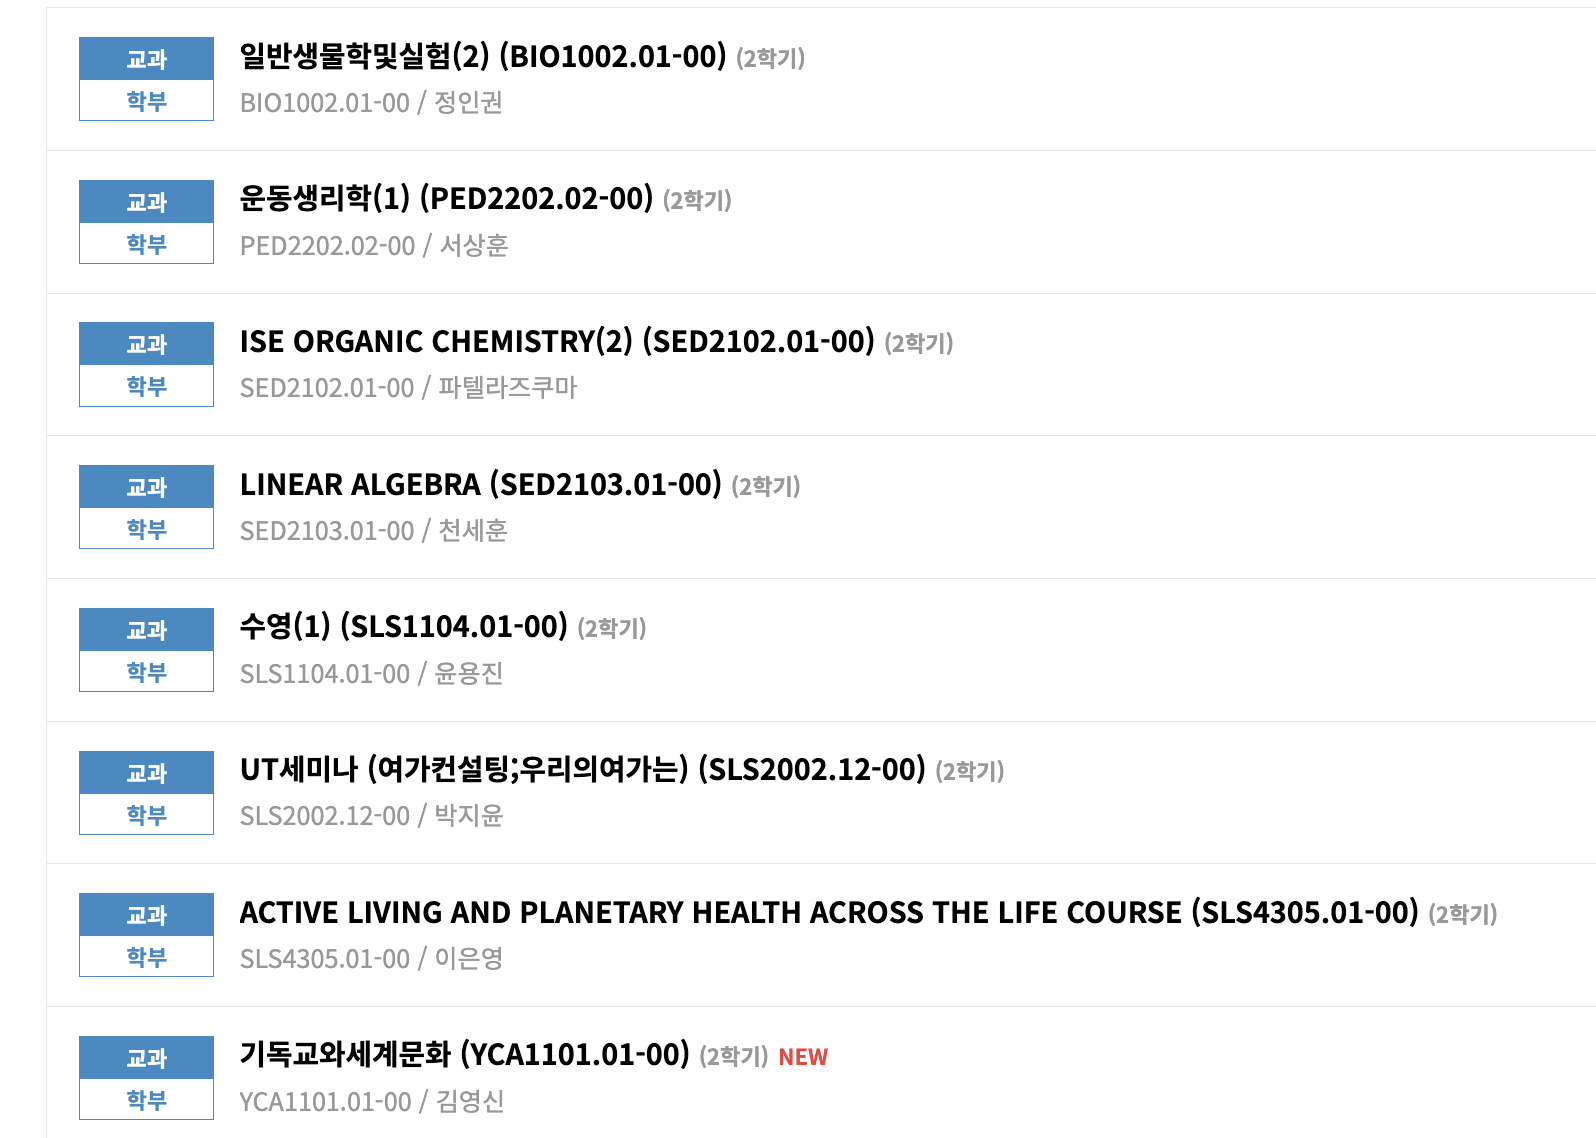 교과
학부
일반생물학및실험(2) (BIO1002.01-00) (2학기)
BIO1002.01-00 / 정인권
교과
학부
운동생리학(1) (PED2202.02-00) (2학기)
PED2202.02-00 / 서상훈
교과
학부
ISE ORGANIC CHEMISTRY(2) (SED2102.01-00) (2학기)
SED2102.01-00 / 파텔라즈쿠마
교과
학부
LINEAR ALGEBRA (SED2103.01-00) (2학기)
SED2103.01-00 / 천세훈
교과
학부
수영(1) (SLS1104.01-00) (2학기)
SLS1104.01-00 / 윤용진
교과
학부
UT세미나 (여가컨설팅;우리의여가는) (SLS2002.12-00) (2학기)
SLS2002.12-00 / 박지윤
교과
학부
ACTIVE LIVING AND PLANETARY HEALTH ACROSS THE LIFE COURSE (SLS4305.01-00) (2학기)
SLS4305.01-00 / 이은영
교과
학부
기독교와세계문화 (YCA1101.01-00) (2학기) NEW
YCA1101.01-00 / 김영신